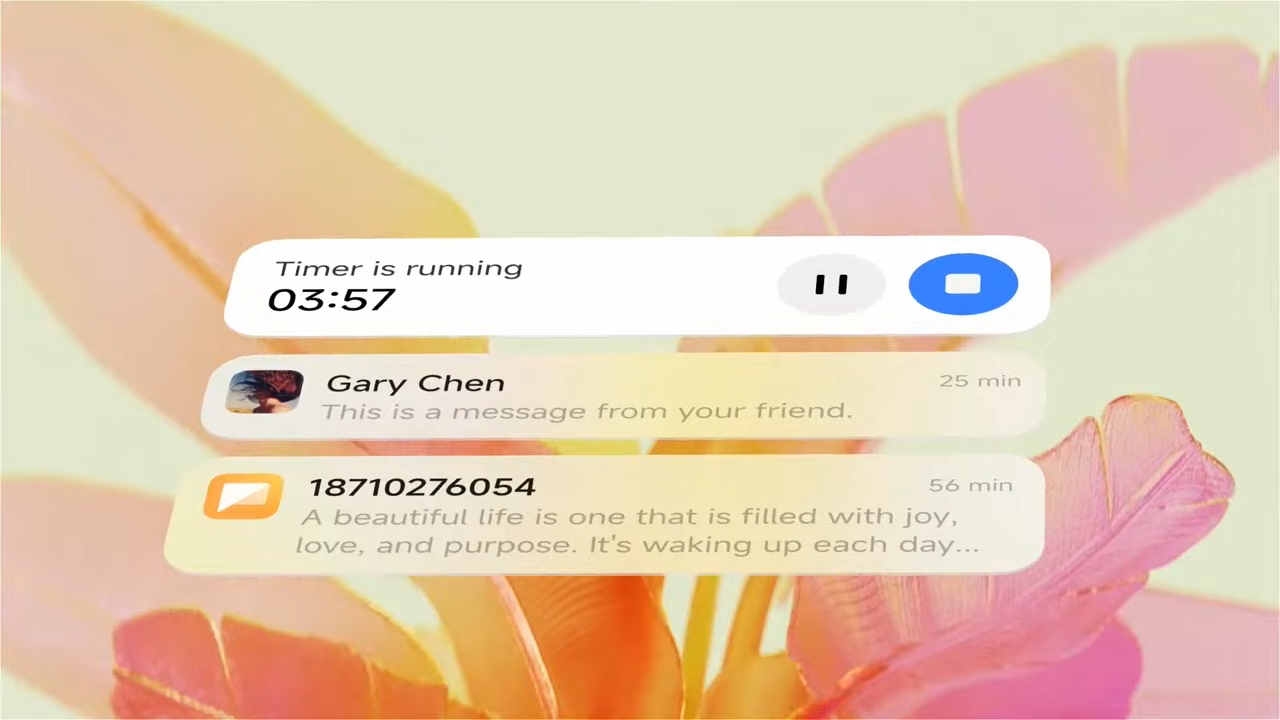 Timer is running
03:57
Gary Chen
25 min
This is a message from your friend.
18710276054
56 min
A beautiful life is one that is filled with joy,
love, and purpose. It's waking up each day...